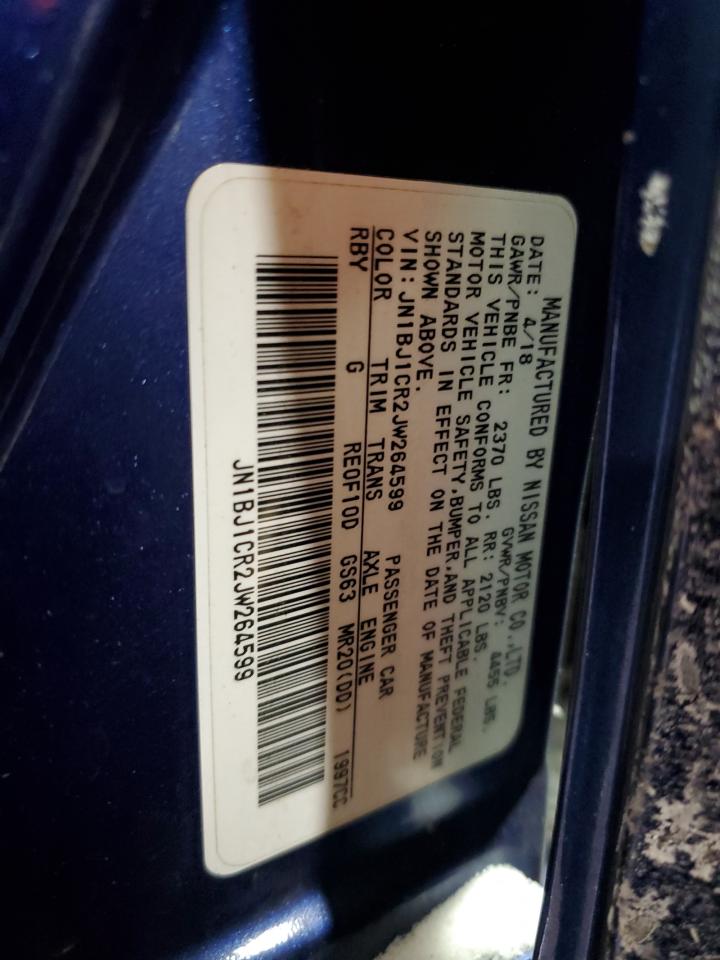 MANUFACTURED BY NISSAN MOTOR CO.,LTD.
DATE: 4/18 GVWR/PNBV: 4455 LBS.
GAWR/PNBE FR: 2370 LBS. RR: 2120 LBS.
THIS VEHICLE CONFORMS TO ALL APPLICABLE FEDERAL
MOTOR VEHICLE SAFETY,BUMPER,AND THEFT PREVENTION
STANDARDS IN EFFECT ON THE DATE OF MANUFACTURE
SHOWN ABOVE.
VIN: JN1BJ1CR2JW264599 PASSENGER CAR
COLOR TRIM TRANS AXLE ENGINE
RBY G RE0F10D GS63 MR20(DD) 1997CC
JN1BJ1CR2JW264599